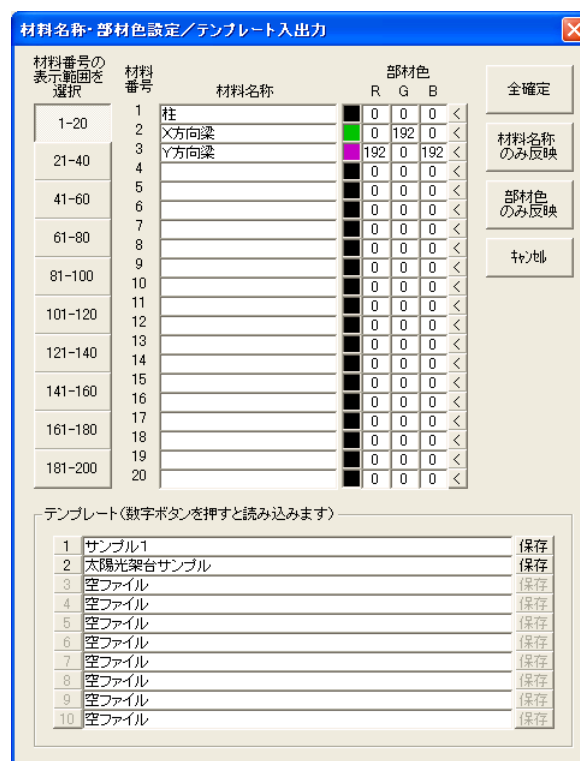 材料名称・部材色設定／テンプレート入出力
材料番号の
表示範囲を
選択
材料
番号
材料名称
部材色
R G B
全確定
材料名称
のみ反映
部材色
のみ反映
ｷｬﾝｾﾙ
1-20
21-40
41-60
61-80
81-100
101-120
121-140
141-160
161-180
181-200
1 柱 0 0 0 <
2 X方向梁 0 192 0 <
3 Y方向梁 192 0 192 <
4 0 0 0 <
5 0 0 0 <
6 0 0 0 <
7 0 0 0 <
8 0 0 0 <
9 0 0 0 <
10 0 0 0 <
11 0 0 0 <
12 0 0 0 <
13 0 0 0 <
14 0 0 0 <
15 0 0 0 <
16 0 0 0 <
17 0 0 0 <
18 0 0 0 <
19 0 0 0 <
20 0 0 0 <
テンプレート(数字ボタンを押すと読み込みます)
1 サンプル1 保存
2 太陽光架台サンプル 保存
3 空ファイル 保存
4 空ファイル 保存
5 空ファイル 保存
6 空ファイル 保存
7 空ファイル 保存
8 空ファイル 保存
9 空ファイル 保存
10 空ファイル 保存